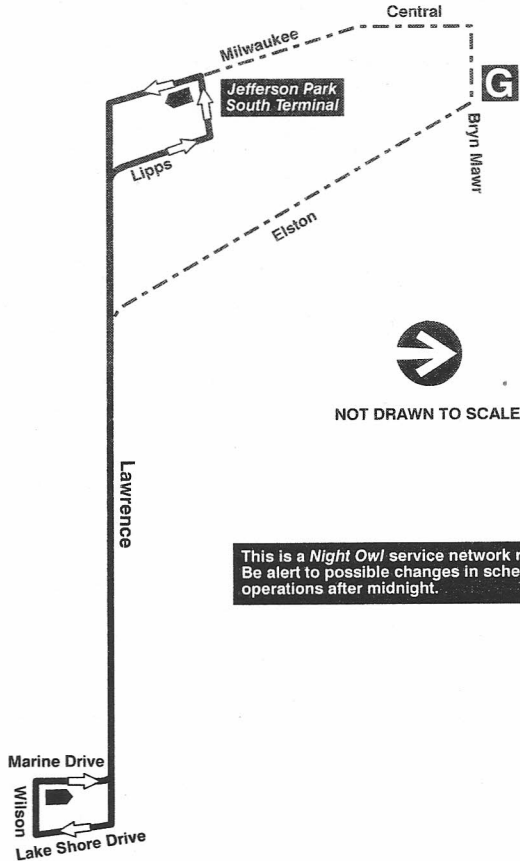 Central
Milwaukee
Jefferson Park
South Terminal
G
Bryn Mawr
Lipps
Elston
NOT DRAWN TO SCALE
Lawrence
This is a Night Owl service network r
Be alert to possible changes in sche
operations after midnight.
Marine Drive
Wilson
Lake Shore Drive